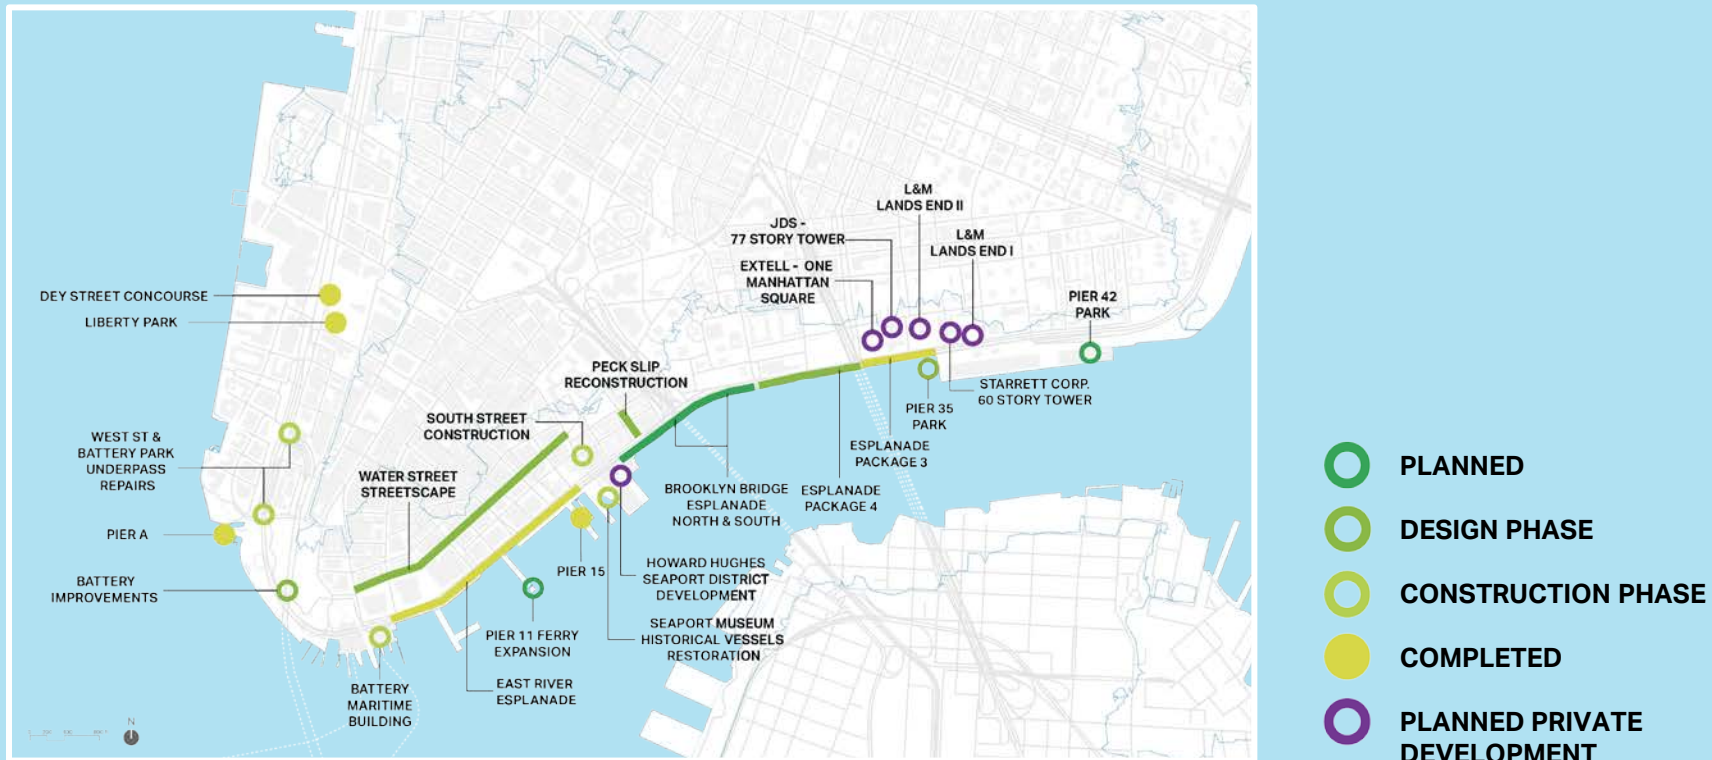 L&M
LANDS END II
JDS -
77 STORY TOWER
L&M
LANDS END I
EXTELL - ONE
MANHATTAN
SQUARE
PIER 42
PARK
DEY STREET CONCOURSE
LIBERTY PARK
PECK SLIP
RECONSTRUCTION
STARRETT CORP.
60 STORY TOWER
PIER 35
PARK
SOUTH STREET
CONSTRUCTION
WEST ST &
BATTERY PARK
UNDERPASS
REPAIRS
ESPLANADE
PACKAGE 3
WATER STREET
STREETSCAPE
BROOKLYN BRIDGE
ESPLANADE
NORTH & SOUTH
ESPLANADE
PACKAGE 4
PIER A
PIER 15
HOWARD HUGHES
SEAPORT DISTRICT
DEVELOPMENT
BATTERY
IMPROVEMENTS
SEAPORT MUSEUM
HISTORICAL VESSELS
RESTORATION
PIER 11 FERRY
EXPANSION
EAST RIVER
ESPLANADE
BATTERY
MARITIME
BUILDING
N
PLANNED
DESIGN PHASE
CONSTRUCTION PHASE
COMPLETED
PLANNED PRIVATE
DEVELOPMENT